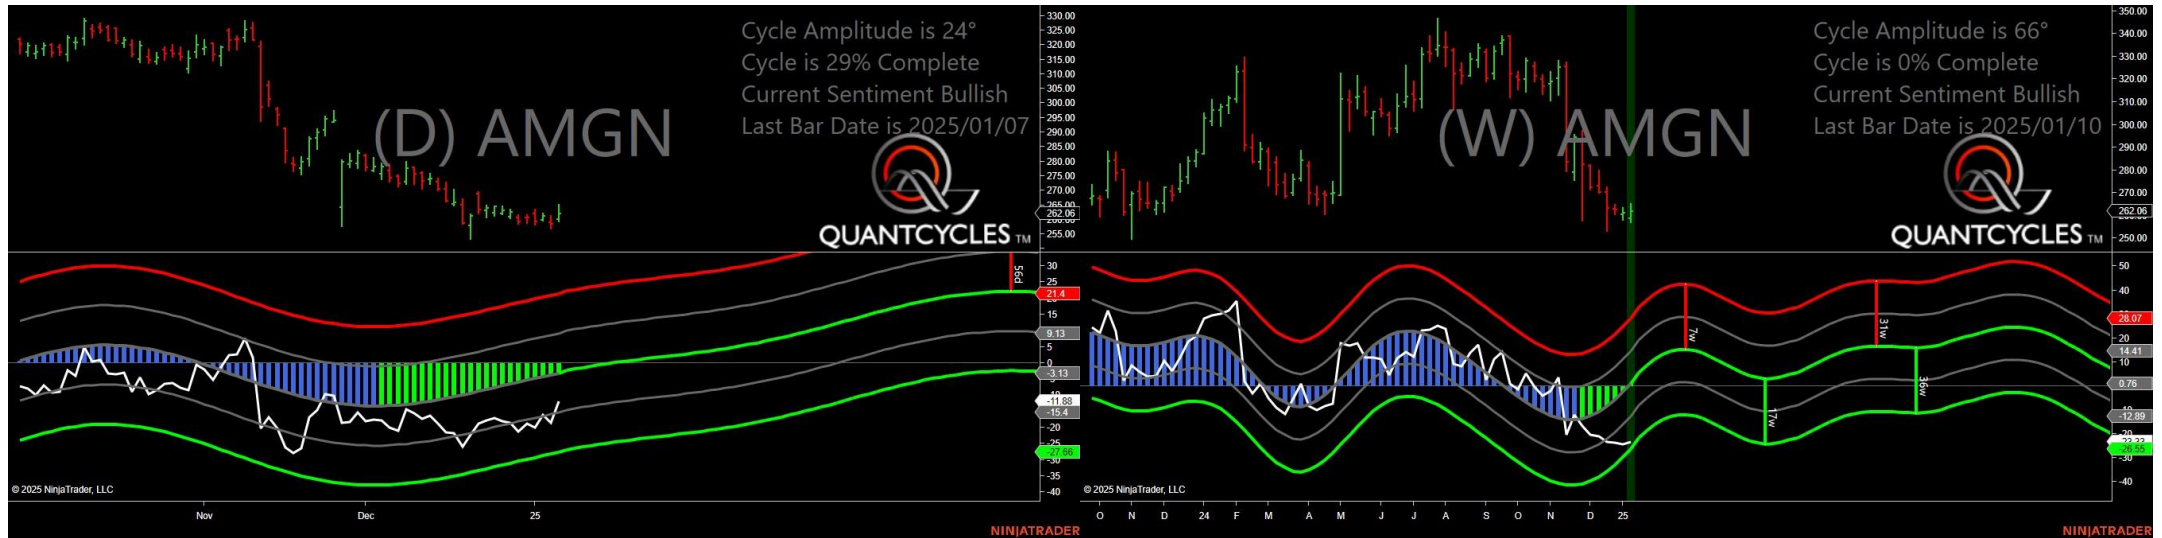 Cycle Amplitude is 24°
Cycle is 29% Complete
Current Sentiment Bullish
Last Bar Date is 2025/01/07
(D) AMGN
QUANTCYCLES TM
330.00
325.00
320.00
315.00
310.00
305.00
300.00
295.00
290.00
285.00
280.00
275.00
270.00
265.00
262.06
255.00
56d
30
25
21.4
15
9.13
5
0
-3.13
-11.88
-15.4
-20
-25
-27.66
-30
-35
-40
© 2025 NinjaTrader, LLC
Nov
Dec
25
NINJATRADER
Cycle Amplitude is 66°
Cycle is 0% Complete
Current Sentiment Bullish
Last Bar Date is 2025/01/10
(W) AMGN
QUANTCYCLES TM
350.00
340.00
330.00
320.00
310.00
300.00
290.00
280.00
270.00
262.06
250.00
7w
17w
31w
36w
50
40
28.07
20
14.41
10
0.76
-12.89
-26.55
-30
-40
© 2025 NinjaTrader, LLC
O N D 24 F M A M J J A S O N D 25
NINJATRADER